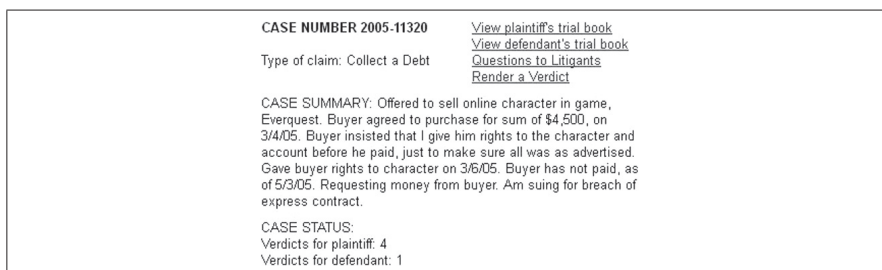 CASE NUMBER 2005-11320
View plaintiff's trial book
View defendant's trial book
Type of claim: Collect a Debt
Questions to Litigants
Render a Verdict
CASE SUMMARY: Offered to sell online character in game,
Everquest. Buyer agreed to purchase for sum of $4,500, on
3/4/05. Buyer insisted that I give him rights to the character and
account before he paid, just to make sure all was as advertised.
Gave buyer rights to character on 3/6/05. Buyer has not paid, as
of 5/3/05. Requesting money from buyer. Am suing for breach of
express contract.
CASE STATUS:
Verdicts for plaintiff: 4
Verdicts for defendant: 1